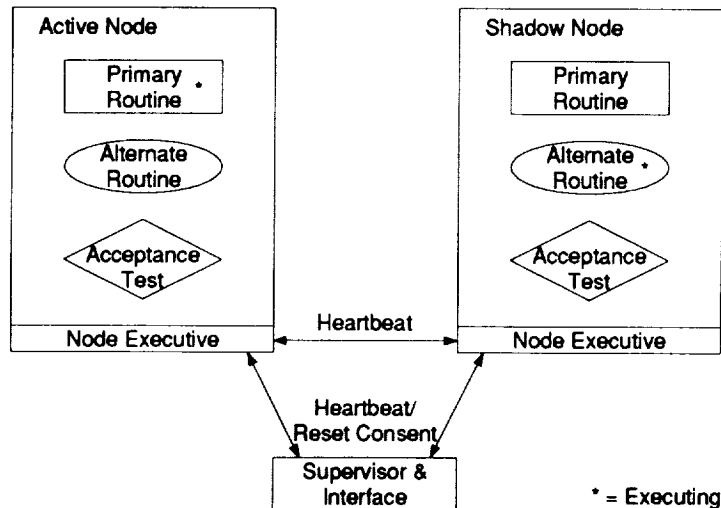 Active Node
Primary
Routine *
Alternate
Routine
Acceptance
Test
Node Executive
Shadow Node
Primary
Routine
Alternate
Routine *
Acceptance
Test
Node Executive
Heartbeat
Heartbeat/
Reset Consent
Supervisor &
Interface
* = Executing